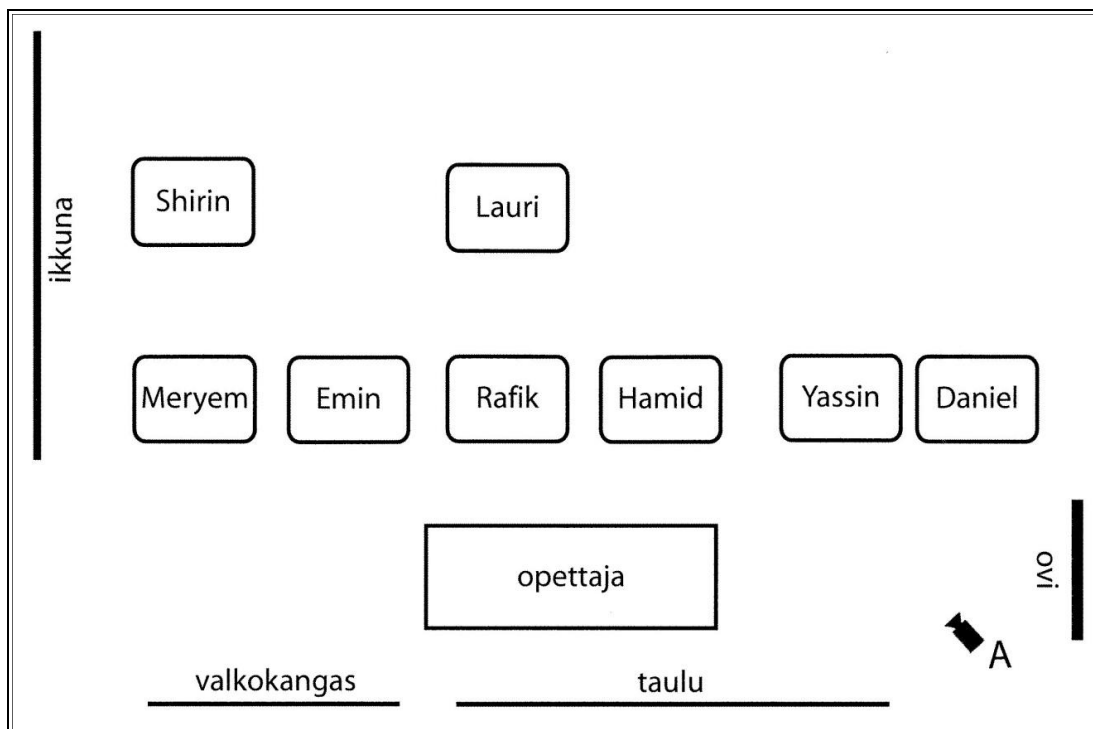 Shirin
Lauri
ikkuna
Meryem
Emin
Rafik
Hamid
Yassin
Daniel
opettaja
ovi
A
valkokangas
taulu